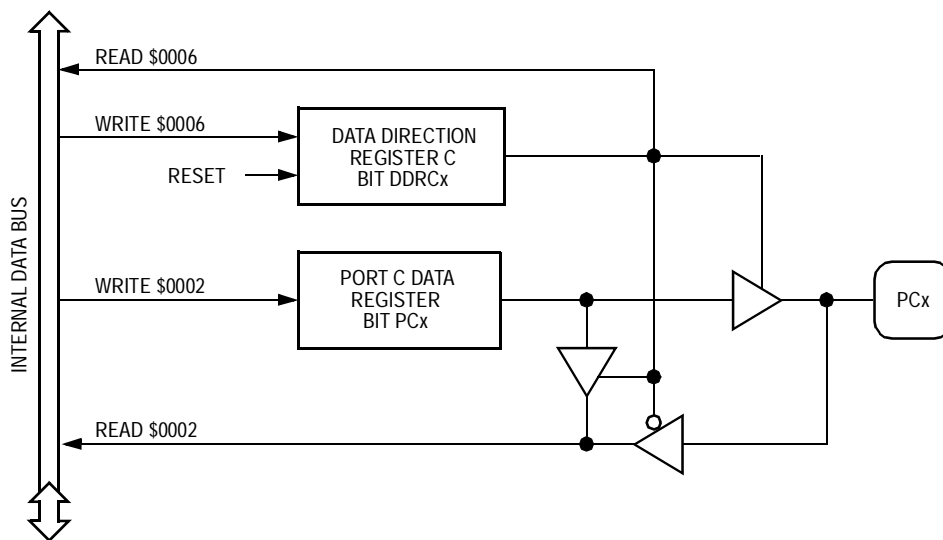 READ $0006
WRITE $0006
DATA DIRECTION
REGISTER C
BIT DDRCx
RESET
INTERNAL DATA BUS
WRITE $0002
PORT C DATA
REGISTER
BIT PCx
PCx
READ $0002